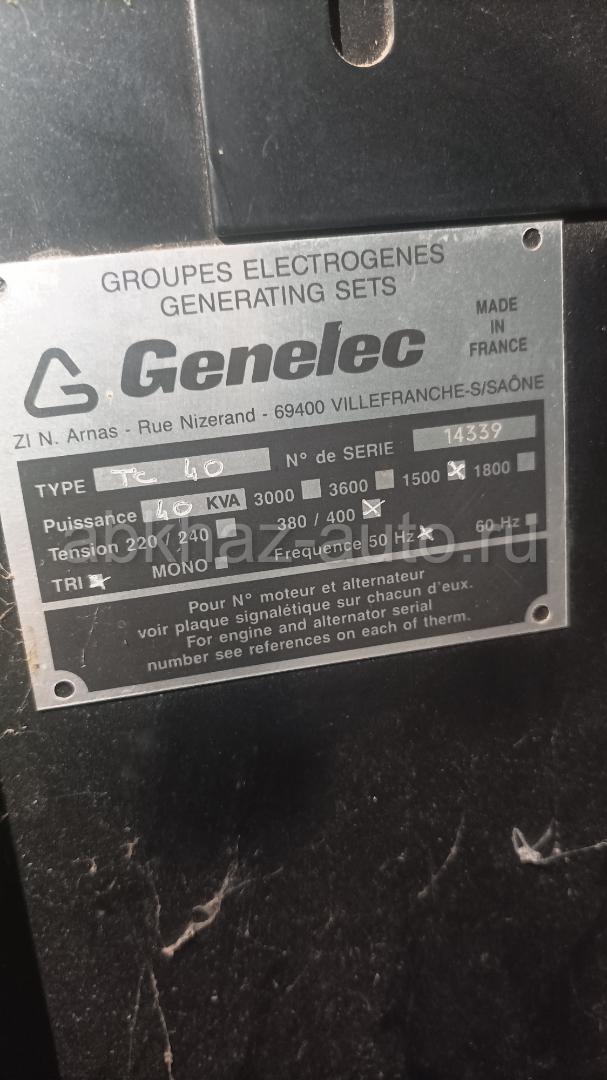 GROUPES ELECTROGENES
GENERATING SETS
Genelec
MADE
IN
FRANCE
ZI N. Arnas - Rue Nizerand - 69400 VILLEFRANCHE-S/SAÔNE
TYPE TC 40 N° de SERIE 14339
Puissance 40 KVA 3000 3600 1500 1800
Tension 220 / 240 380 / 400
TRI MONO Frequence 50 Hz 60 Hz
Pour N° moteur et alternateur
voir plaque signalétique sur chacun d'eux.
For engine and alternator serial
number see references on each of therm.
abkhaz-auto.ru